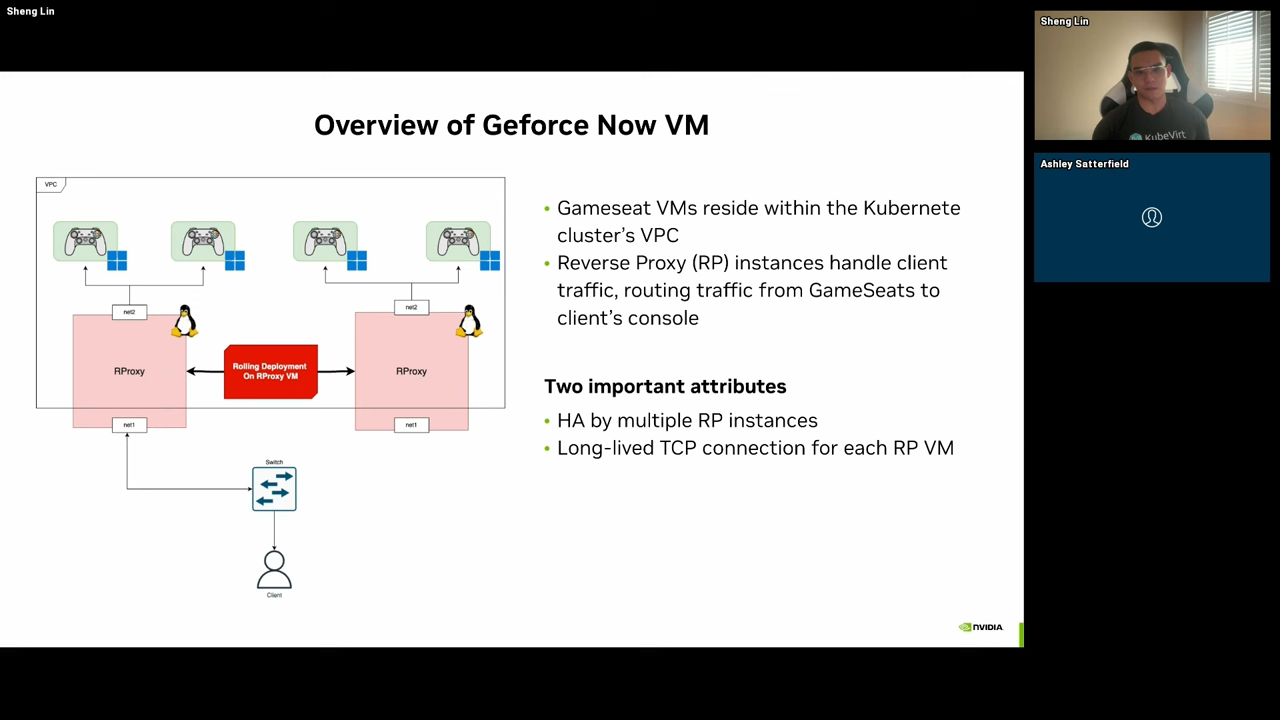 Sheng Lin
Sheng Lin
Ashley Satterfield
Overview of Geforce Now VM
VPC
net2
net2
RProxy
Rolling Deployment
On RProxy VM
RProxy
net1
net1
Switch
Client
• Gameseat VMs reside within the Kubernete
cluster's VPC
• Reverse Proxy (RP) instances handle client
traffic, routing traffic from GameSeats to
client's console
Two important attributes
• HA by multiple RP instances
• Long-lived TCP connection for each RP VM
NVIDIA
KubeVirt